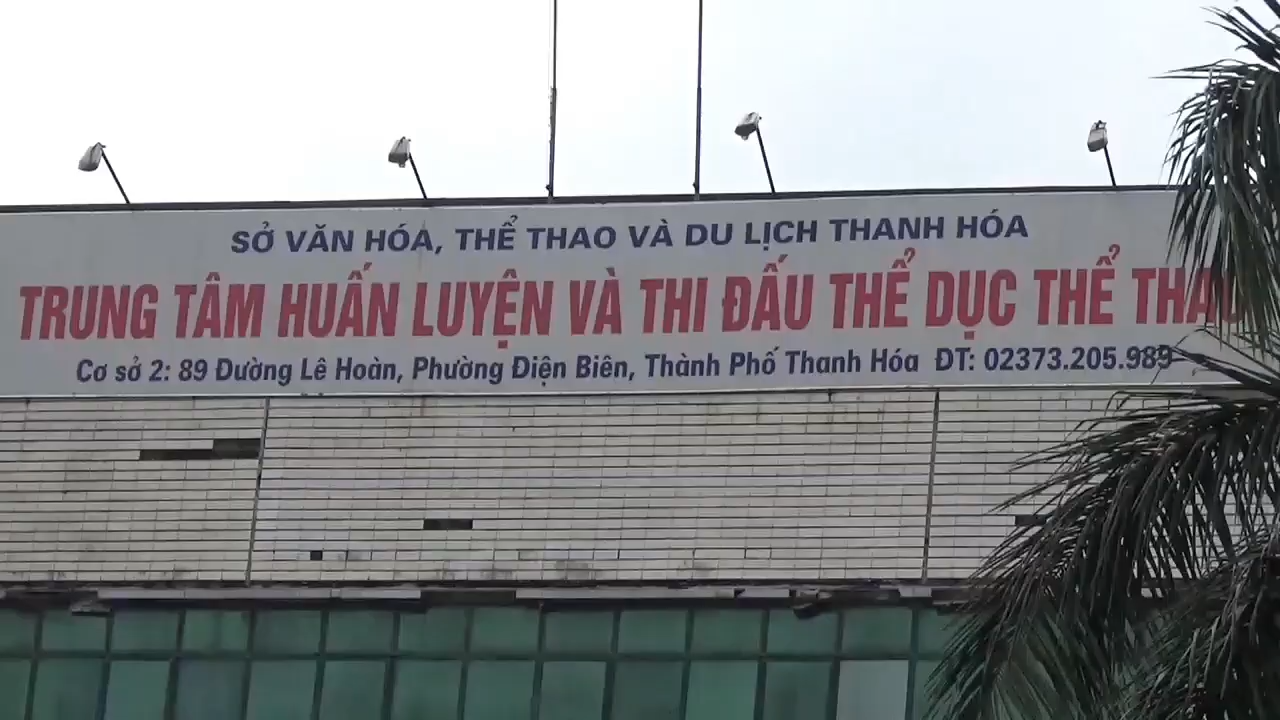 SỞ VĂN HÓA, THỂ THAO VÀ DU LỊCH THANH HÓA
TRUNG TÂM HUẤN LUYỆN VÀ THI ĐẤU THỂ DỤC THỂ THAO
Cơ sở 2: 89 Đường Lê Hoàn, Phường Điện Biên, Thành Phố Thanh Hóa ĐT: 02373.205.989